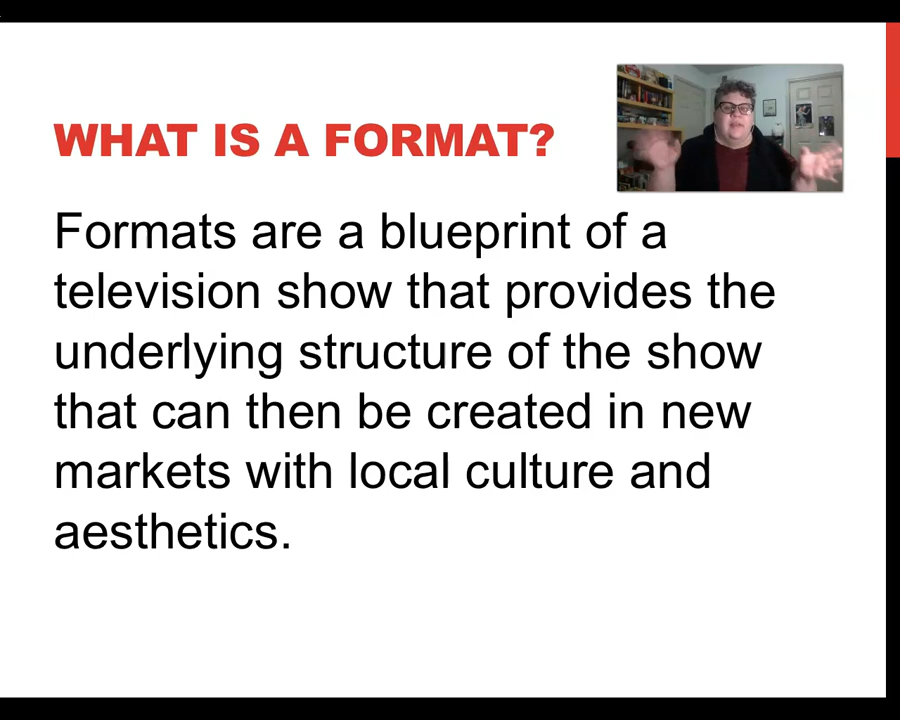 WHAT IS A FORMAT?
Formats are a blueprint of a
television show that provides the
underlying structure of the show
that can then be created in new
markets with local culture and
aesthetics.